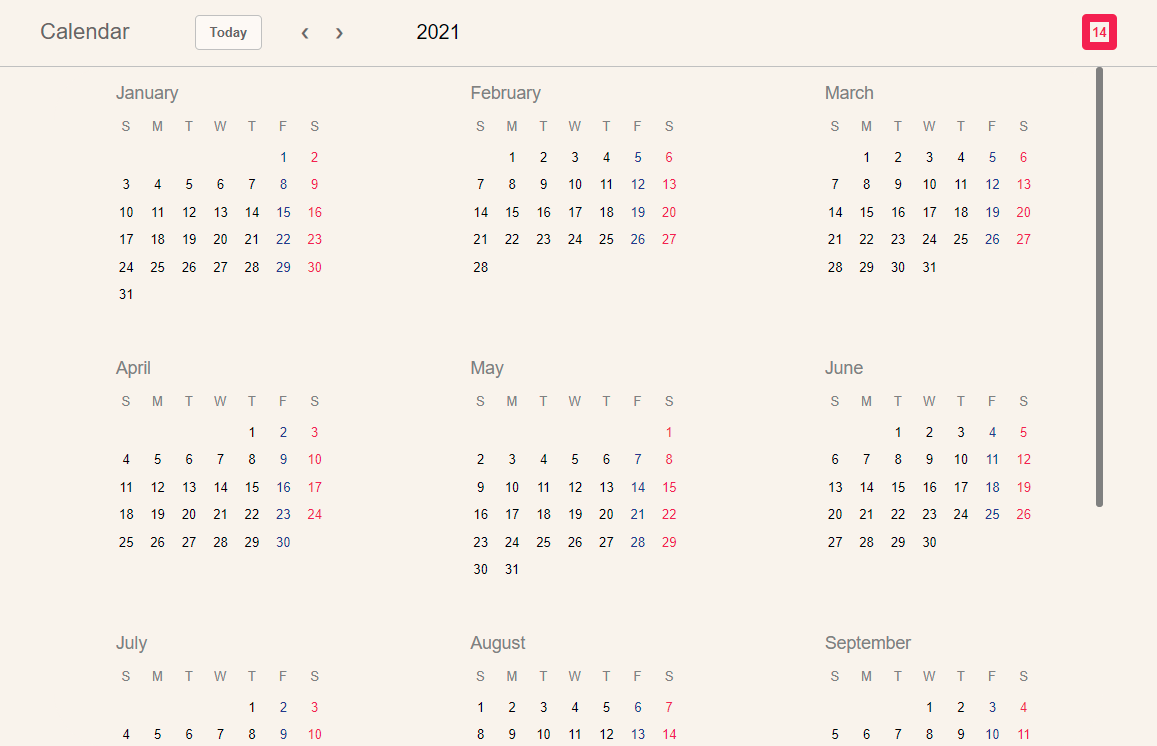 Calendar Today ‹ › 2021 14
January February March
S M T W T F S S M T W T F S S M T W T F S
1 2 1 2 3 4 5 6 1 2 3 4 5 6
3 4 5 6 7 8 9 7 8 9 10 11 12 13 7 8 9 10 11 12 13
10 11 12 13 14 15 16 14 15 16 17 18 19 20 14 15 16 17 18 19 20
17 18 19 20 21 22 23 21 22 23 24 25 26 27 21 22 23 24 25 26 27
24 25 26 27 28 29 30 28 28 29 30 31
31
April May June
S M T W T F S S M T W T F S S M T W T F S
1 2 3 1 1 2 3 4 5
4 5 6 7 8 9 10 2 3 4 5 6 7 8 6 7 8 9 10 11 12
11 12 13 14 15 16 17 9 10 11 12 13 14 15 13 14 15 16 17 18 19
18 19 20 21 22 23 24 16 17 18 19 20 21 22 20 21 22 23 24 25 26
25 26 27 28 29 30 23 24 25 26 27 28 29 27 28 29 30
30 31
July August September
S M T W T F S S M T W T F S S M T W T F S
1 2 3 1 2 3 4 5 6 7 1 2 3 4
4 5 6 7 8 9 10 8 9 10 11 12 13 14 5 6 7 8 9 10 11